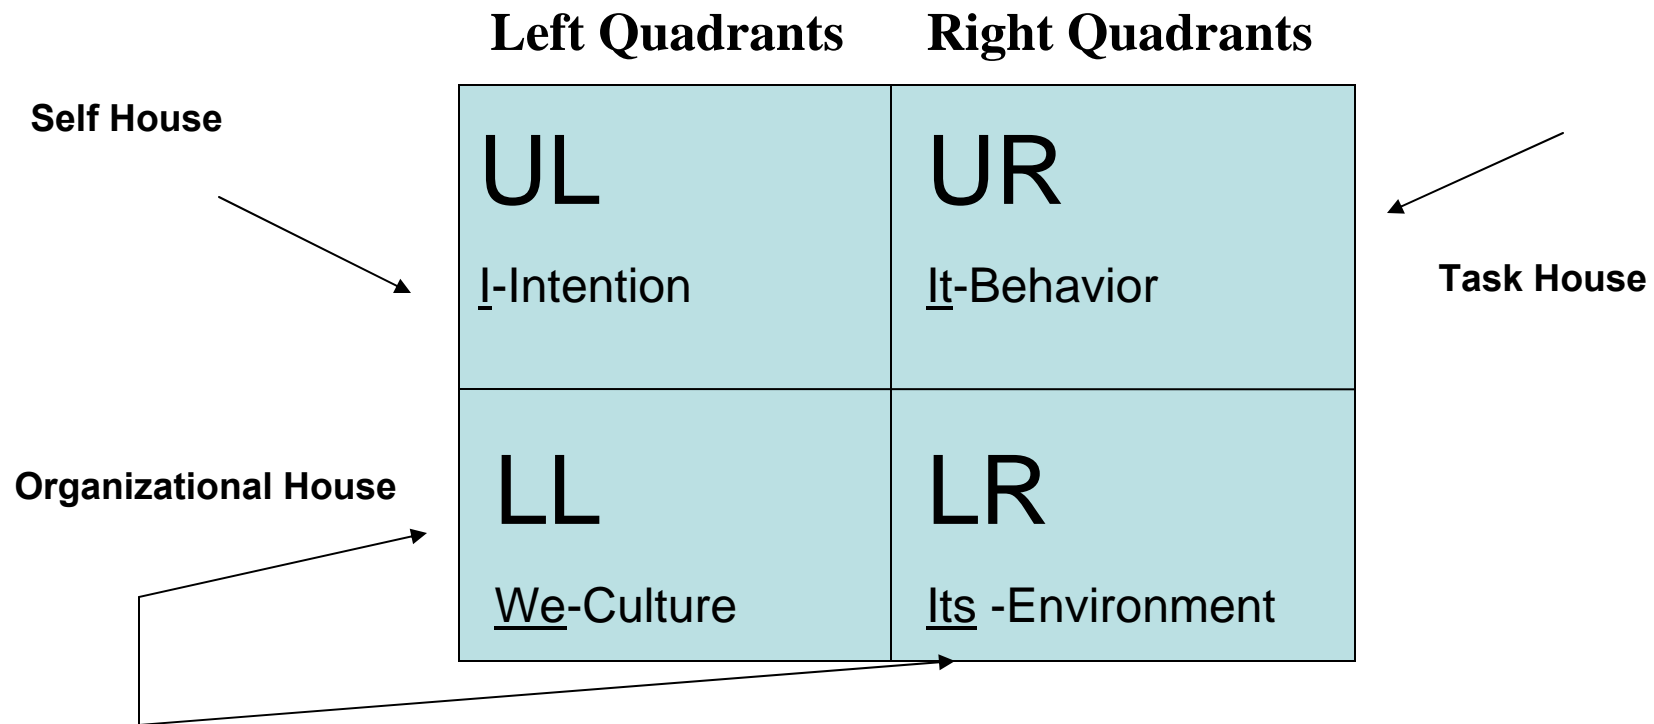 Left Quadrants Right Quadrants
Self House
UL UR
I-Intention It-Behavior
Task House
Organizational House
LL LR
We-Culture Its -Environment